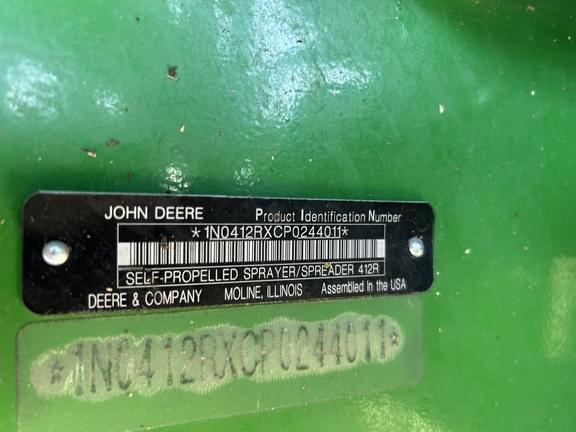 JOHN DEERE Product Identification Number
*1N0412RXCP0244011*
SELF-PROPELLED SPRAYER/SPREADER 412R
DEERE & COMPANY MOLINE, ILLINOIS Assembled in the USA
*1N0412RXCP0244011*